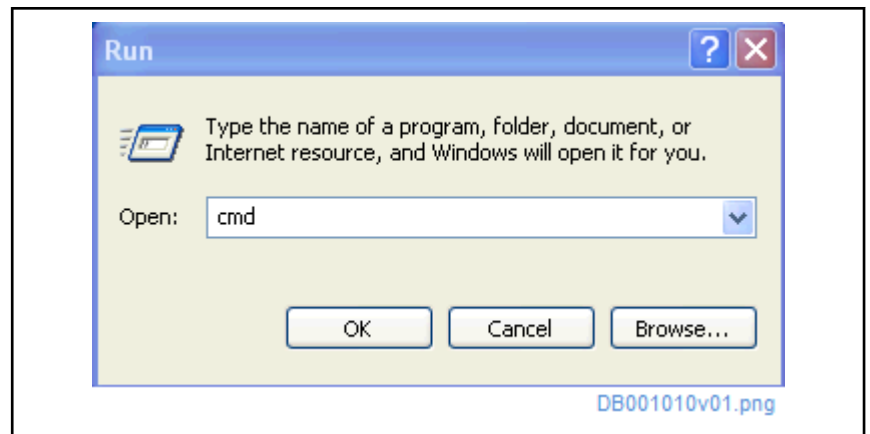 Run
Type the name of a program, folder, document, or
Internet resource, and Windows will open it for you.
Open: cmd
OK Cancel Browse...
DB001010v01.png